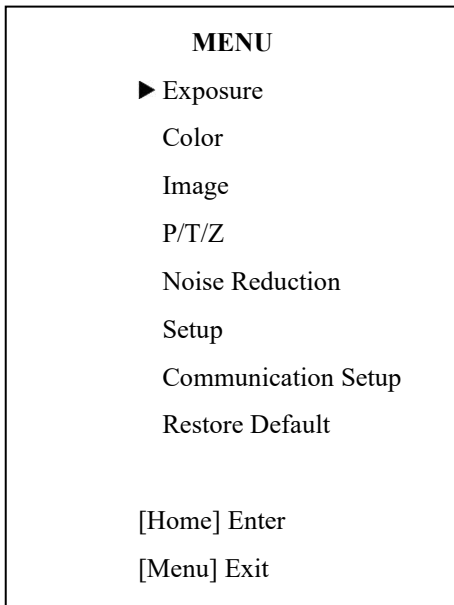 MENU
▶ Exposure
Color
Image
P/T/Z
Noise Reduction
Setup
Communication Setup
Restore Default
[Home] Enter
[Menu] Exit